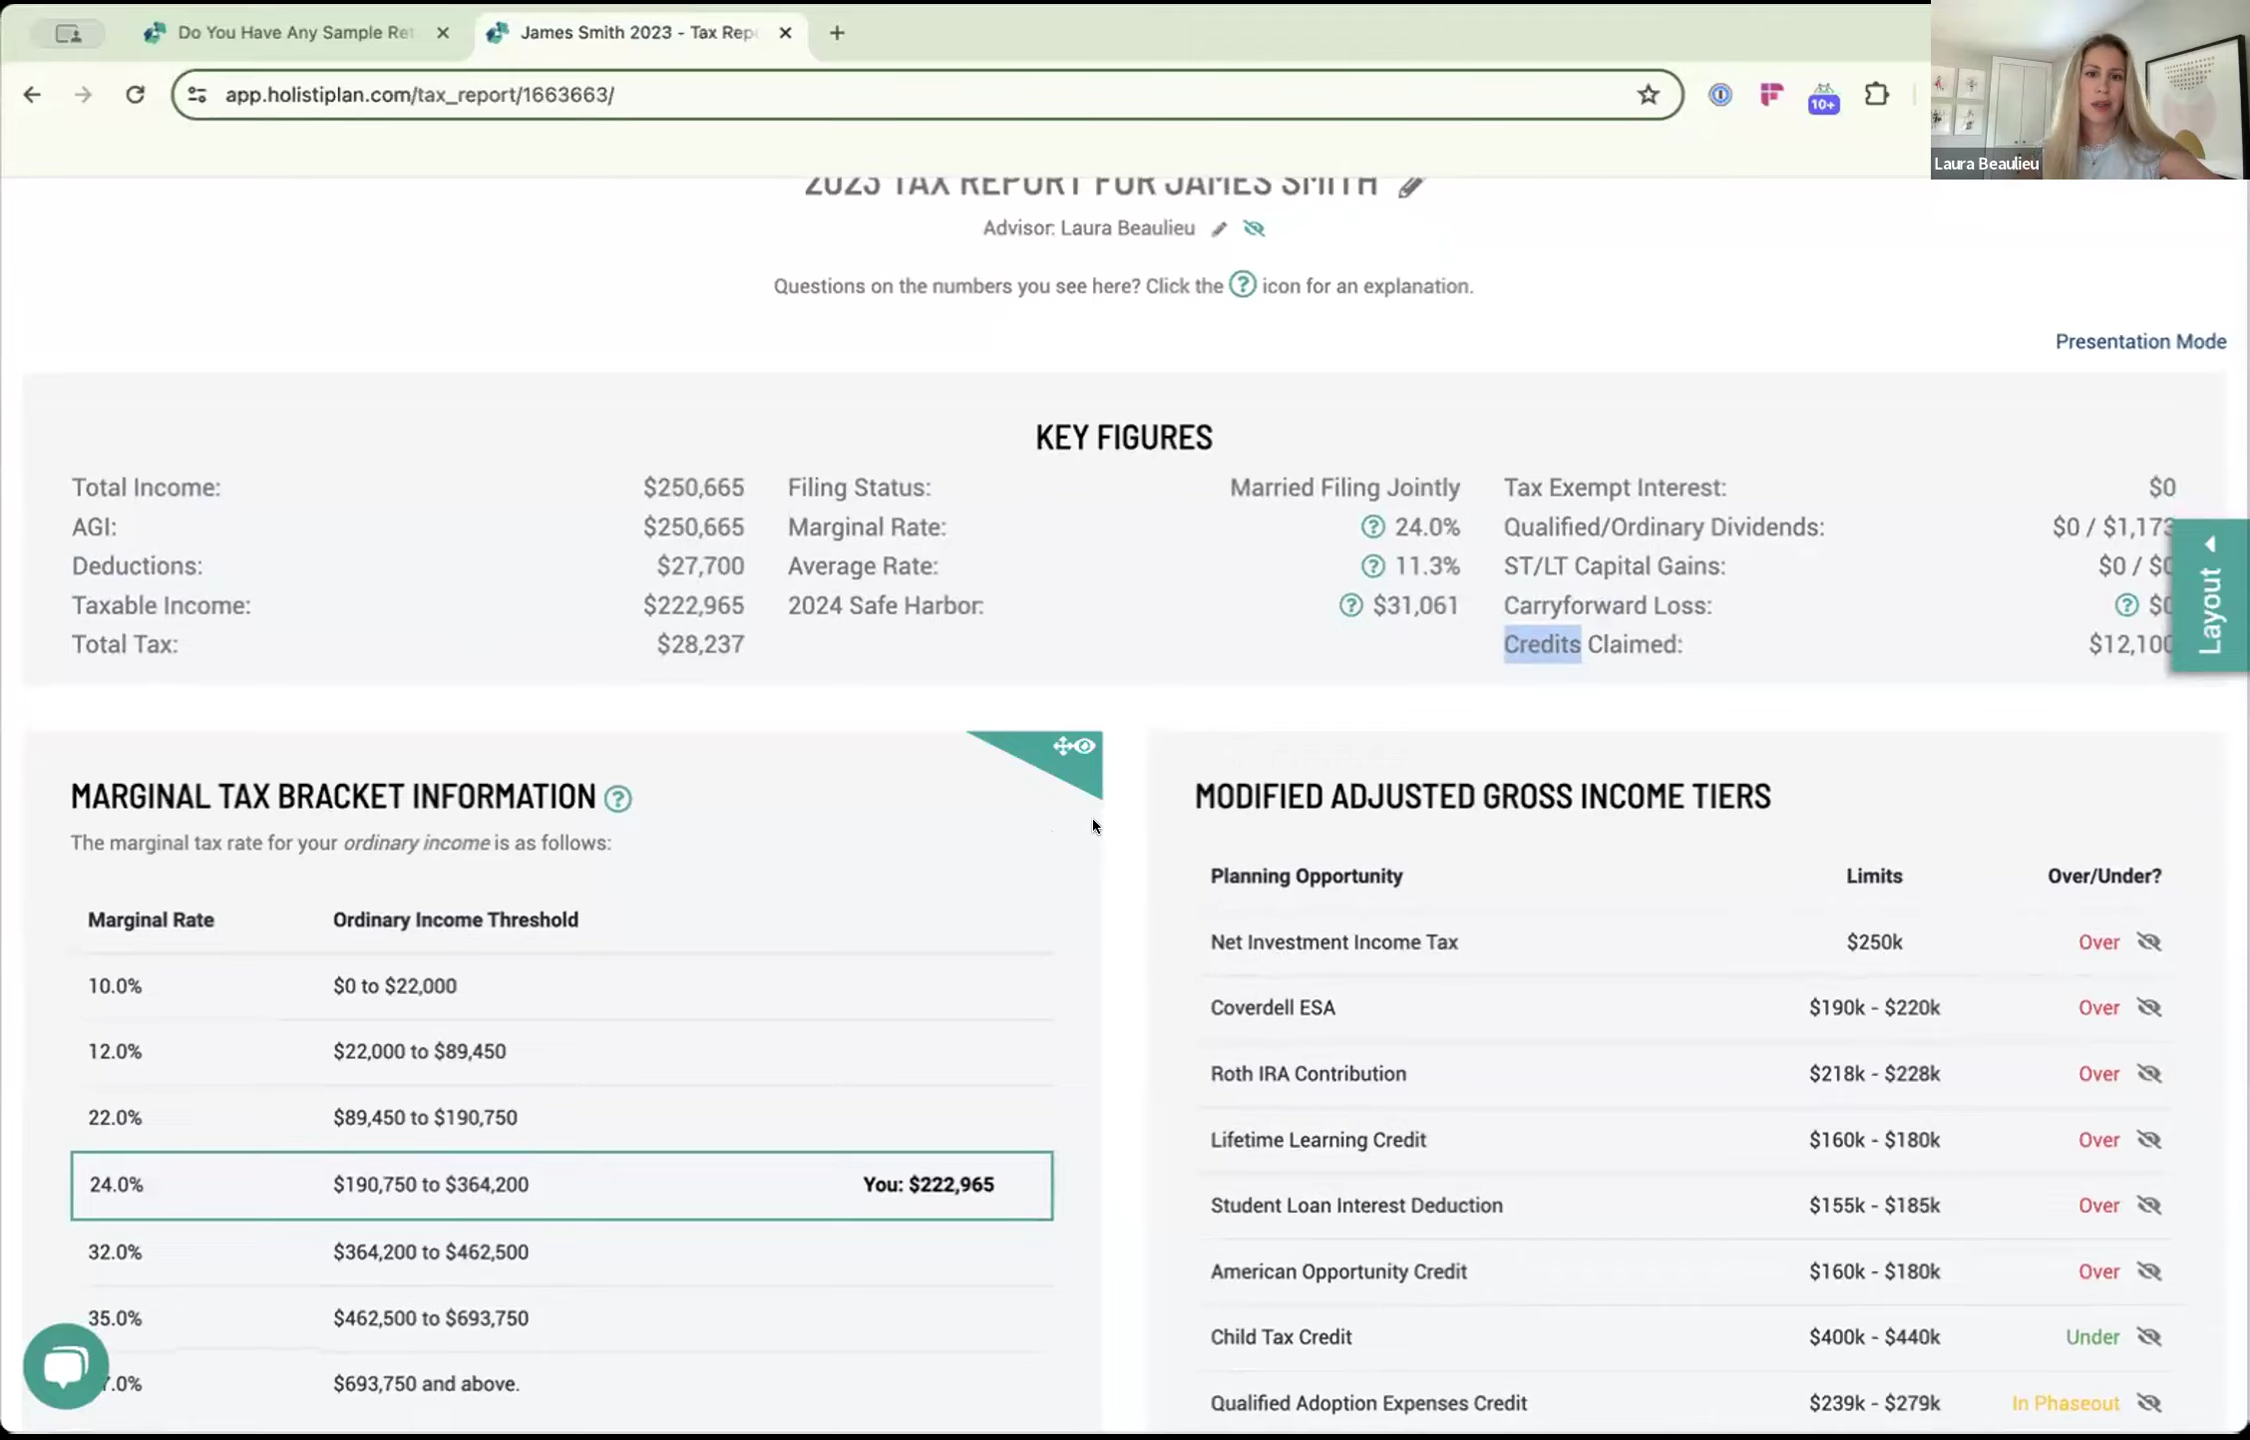 Do You Have Any Sample Ret
James Smith 2023 - Tax Rep
app.holistiplan.com/tax_report/1663663/
10+
Laura Beaulieu
2023 TAX REPORT FOR JAMES SMITH
Advisor: Laura Beaulieu
Questions on the numbers you see here? Click the ? icon for an explanation.
Presentation Mode
KEY FIGURES
Total Income: $250,665 Filing Status: Married Filing Jointly Tax Exempt Interest: $0
AGI: $250,665 Marginal Rate: ? 24.0% Qualified/Ordinary Dividends: $0 / $1,173
Deductions: $27,700 Average Rate: ? 11.3% ST/LT Capital Gains: $0 / $0
Taxable Income: $222,965 2024 Safe Harbor: ? $31,061 Carryforward Loss: ? $0
Total Tax: $28,237 Credits Claimed: $12,100
Layout
MARGINAL TAX BRACKET INFORMATION ?
The marginal tax rate for your ordinary income is as follows:
Marginal Rate Ordinary Income Threshold
10.0% $0 to $22,000
12.0% $22,000 to $89,450
22.0% $89,450 to $190,750
24.0% $190,750 to $364,200 You: $222,965
32.0% $364,200 to $462,500
35.0% $462,500 to $693,750
7.0% $693,750 and above.
MODIFIED ADJUSTED GROSS INCOME TIERS
Planning Opportunity Limits Over/Under?
Net Investment Income Tax $250k Over
Coverdell ESA $190k - $220k Over
Roth IRA Contribution $218k - $228k Over
Lifetime Learning Credit $160k - $180k Over
Student Loan Interest Deduction $155k - $185k Over
American Opportunity Credit $160k - $180k Over
Child Tax Credit $400k - $440k Under
Qualified Adoption Expenses Credit $239k - $279k In Phaseout